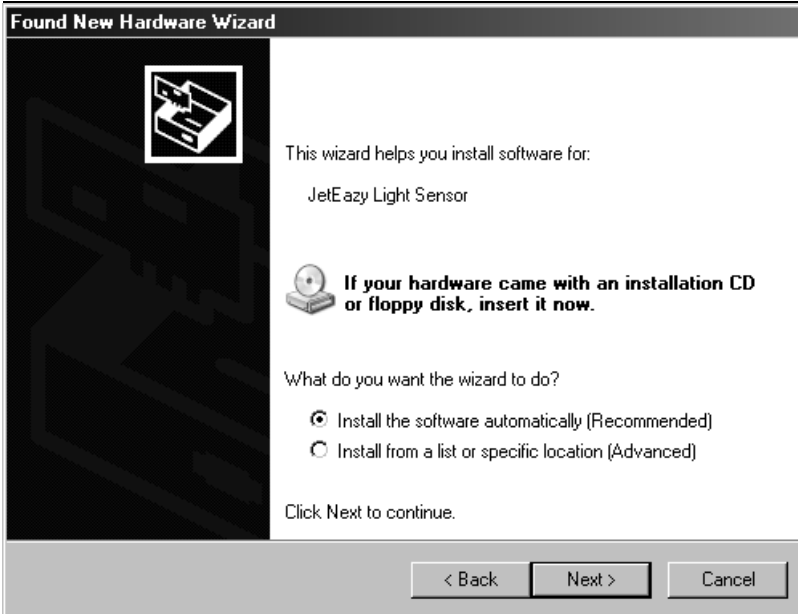 Found New Hardware Wizard
This wizard helps you install software for:
JetEazy Light Sensor
If your hardware came with an installation CD
or floppy disk, insert it now.
What do you want the wizard to do?
Install the software automatically (Recommended)
Install from a list or specific location (Advanced)
Click Next to continue.
< Back
Next >
Cancel